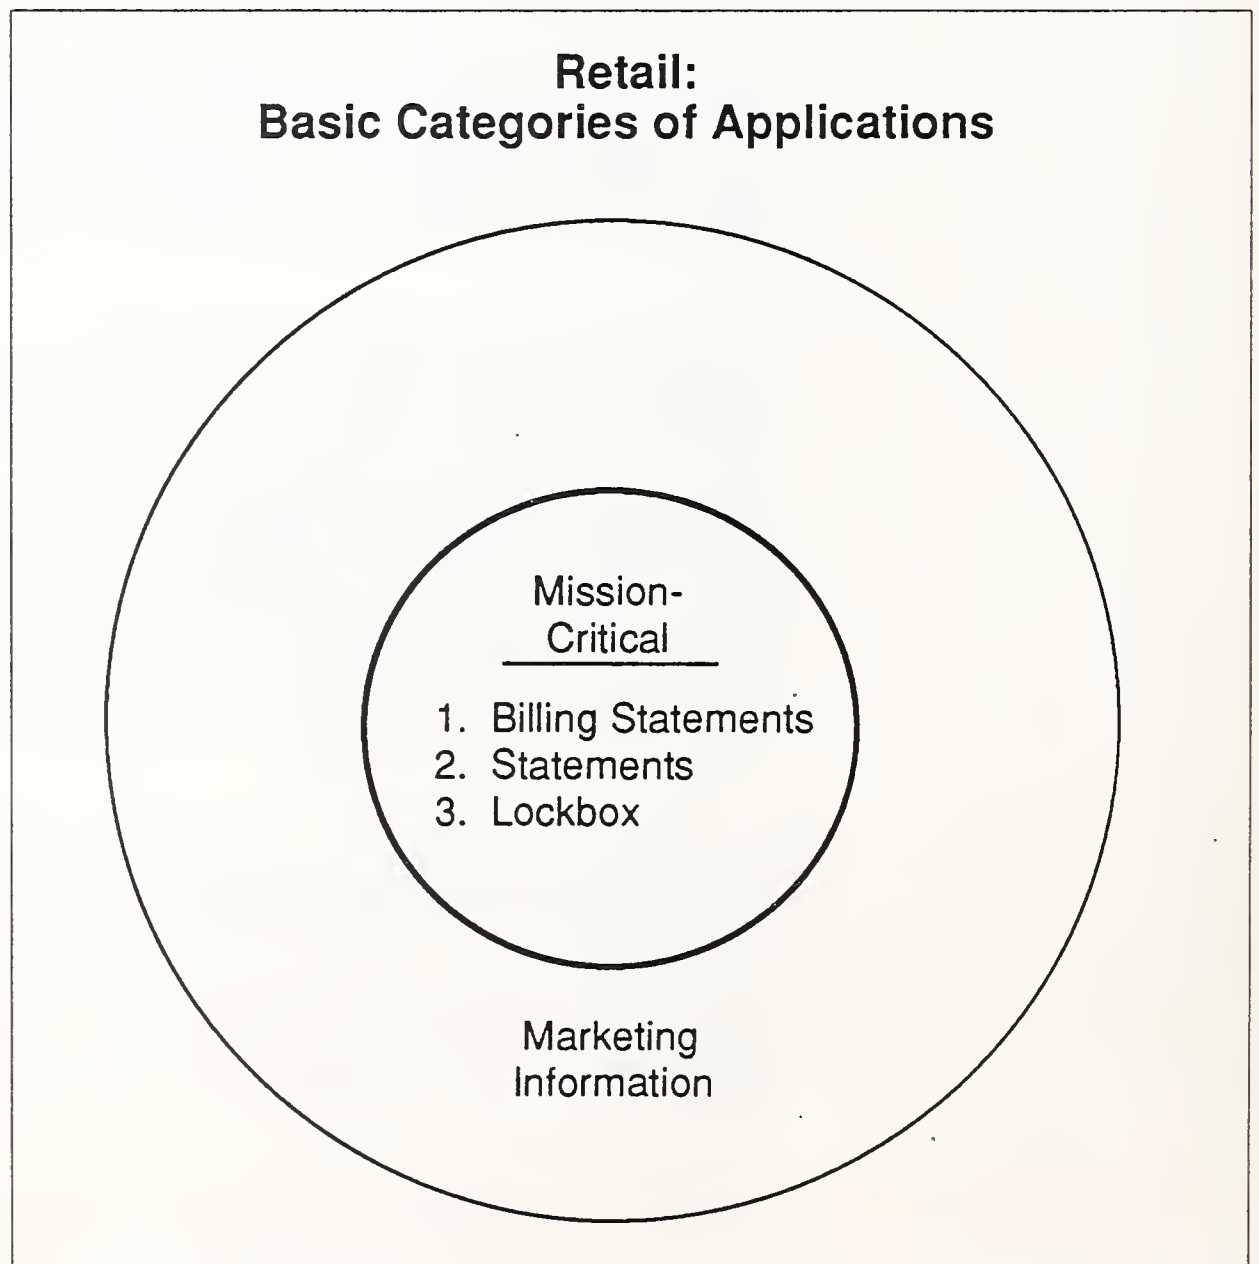 Retail:
Basic Categories of Applications
Mission-
Critical
1. Billing Statements
2. Statements
3. Lockbox
Marketing
Information